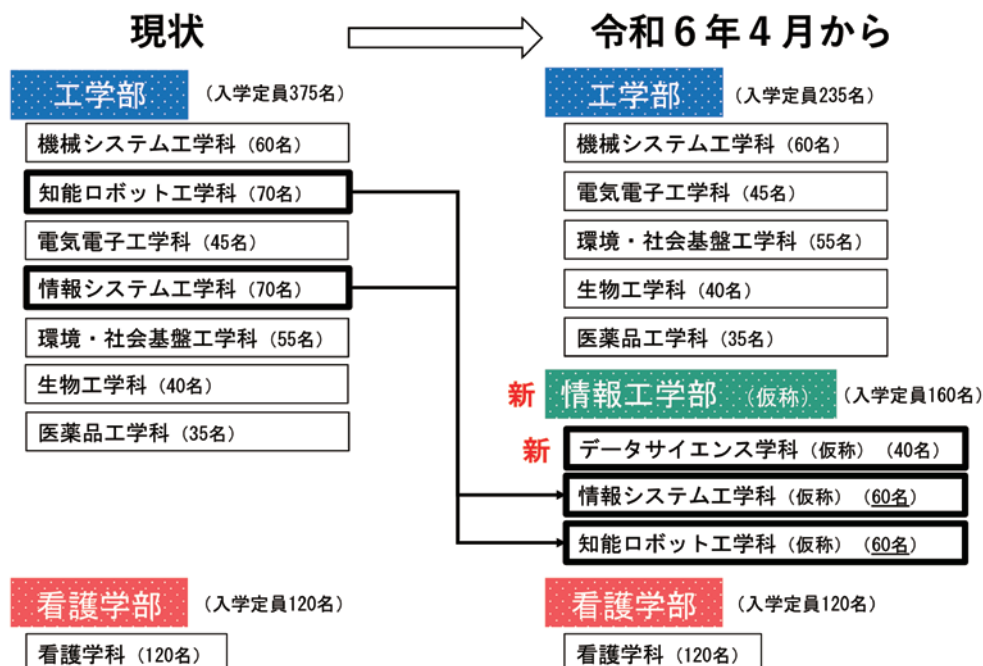 現状
令和6年4月から
工学部 （入学定員375名）
機械システム工学科（60名）
知能ロボット工学科（70名）
電気電子工学科（45名）
情報システム工学科（70名）
環境・社会基盤工学科（55名）
生物工学科（40名）
医薬品工学科（35名）
看護学部 （入学定員120名）
看護学科（120名）
工学部 （入学定員235名）
機械システム工学科（60名）
電気電子工学科（45名）
環境・社会基盤工学科（55名）
生物工学科（40名）
医薬品工学科（35名）
新 情報工学部（仮称） （入学定員160名）
新 データサイエンス学科（仮称）（40名）
情報システム工学科（仮称）（60名）
知能ロボット工学科（仮称）（60名）
看護学部 （入学定員120名）
看護学科（120名）